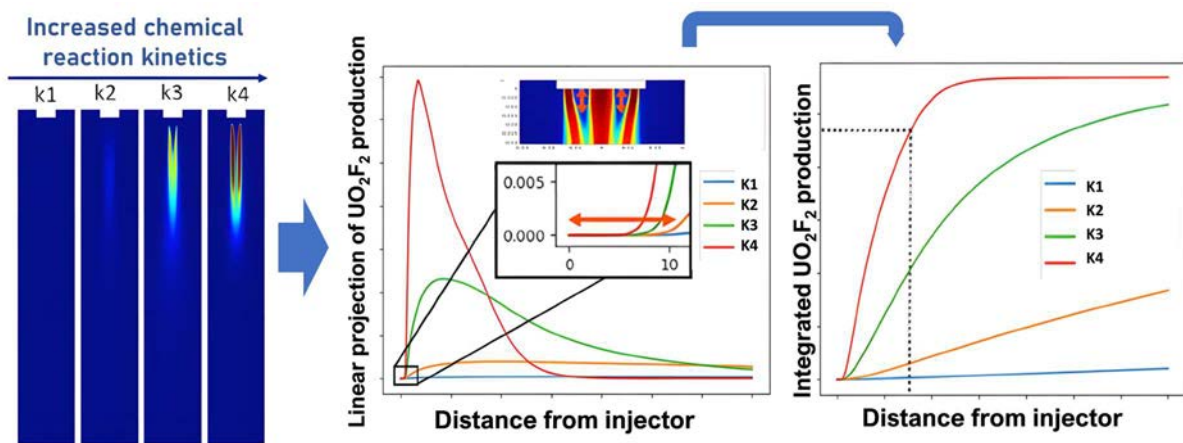 Increased chemical
reaction kinetics
k1
k2
k3
k4
Linear projection of UO₂F₂ production
0.005
0.000
0
10
K1
K2
K3
K4
Distance from injector
Integrated UO₂F₂ production
K1
K2
K3
K4
Distance from injector